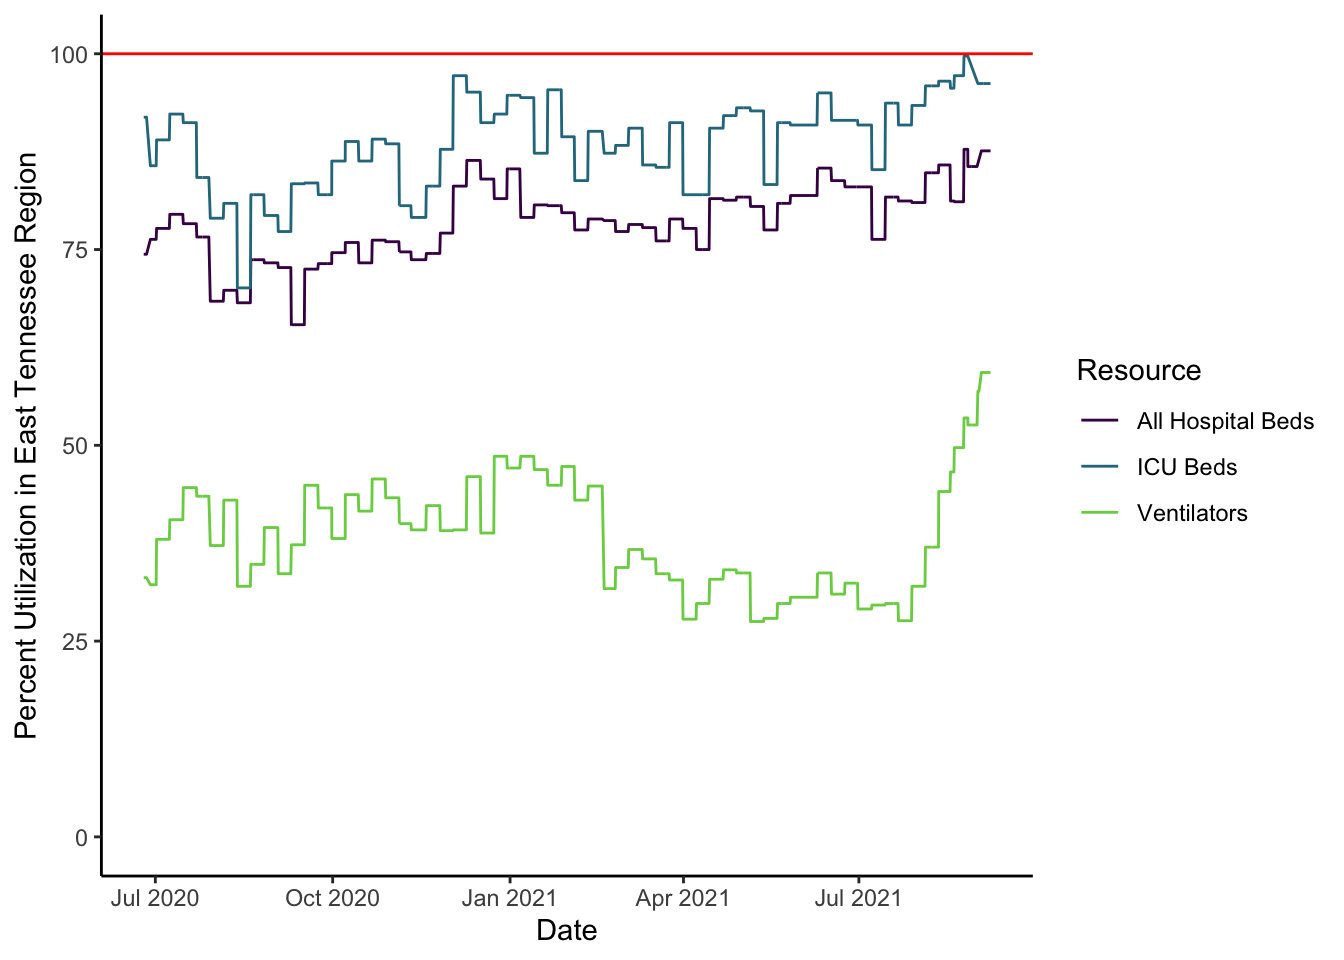 Percent Utilization in East Tennessee Region
100
75
50
25
0
Jul 2020
Oct 2020
Jan 2021
Apr 2021
Jul 2021
Date
Resource
All Hospital Beds
ICU Beds
Ventilators